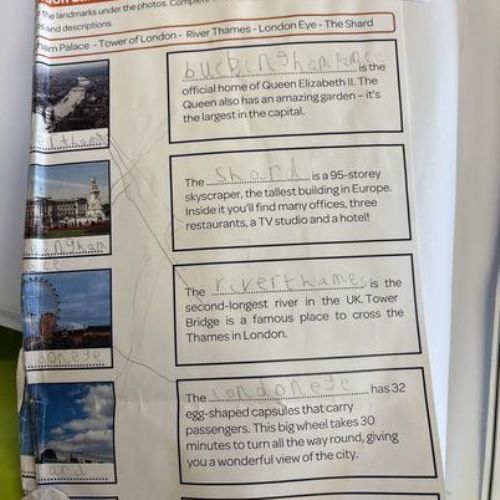 the landmarks under the photos.
and descriptions.
Palace - Tower of London - River Thames - London Eye - The Shard
is the
official home of Queen Elizabeth II. The
Queen also has an amazing garden – it's
the largest in the capital.
thames
The shard is a 95-storey
skyscraper, the tallest building in Europe.
Inside it you'll find many offices, three
restaurants, a TV studio and a hotel!
ingham
The riverthames is the
second-longest river in the UK. Tower
Bridge is a famous place to cross the
Thames in London.
don eye
The londoneye has 32
egg-shaped capsules that carry
passengers. This big wheel takes 30
minutes to turn all the way round, giving
you a wonderful view of the city.